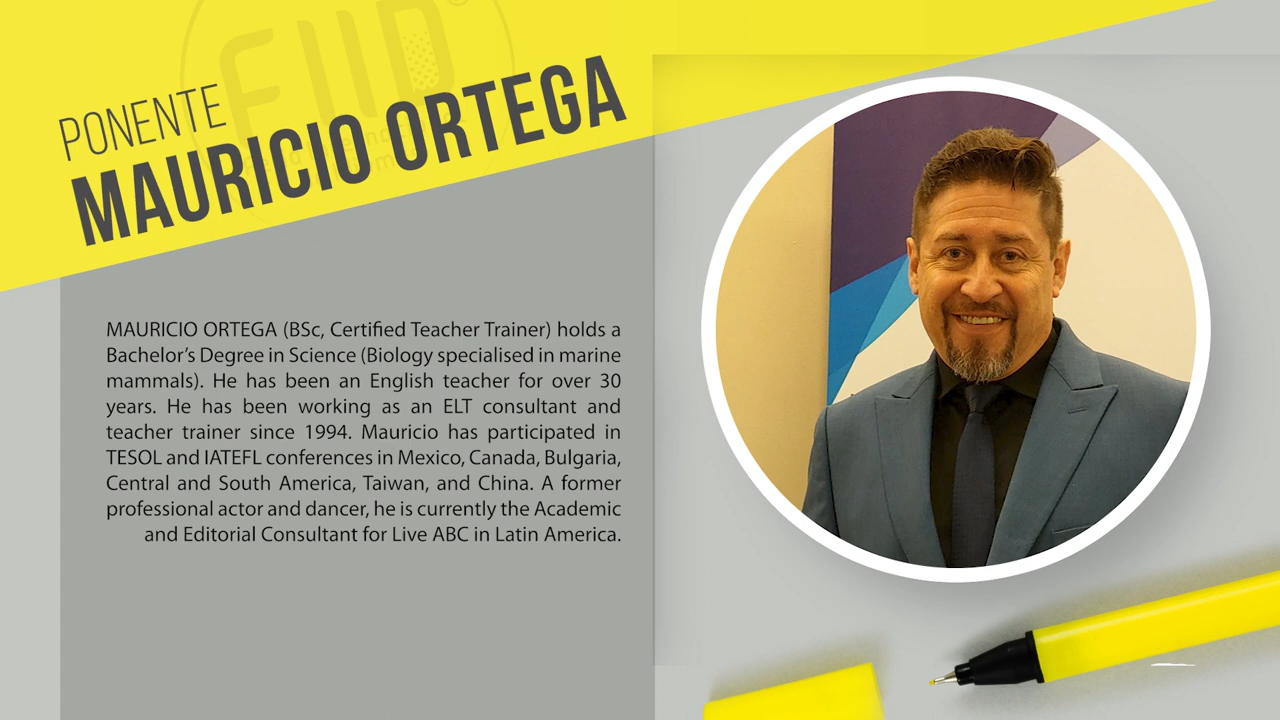 PONENTE
MAURICIO ORTEGA
MAURICIO ORTEGA (BSc, Certified Teacher Trainer) holds a
Bachelor’s Degree in Science (Biology specialised in marine
mammals). He has been an English teacher for over 30
years. He has been working as an ELT consultant and
teacher trainer since 1994. Mauricio has participated in
TESOL and IATEFL conferences in Mexico, Canada, Bulgaria,
Central and South America, Taiwan, and China. A former
professional actor and dancer, he is currently the Academic
and Editorial Consultant for Live ABC in Latin America.